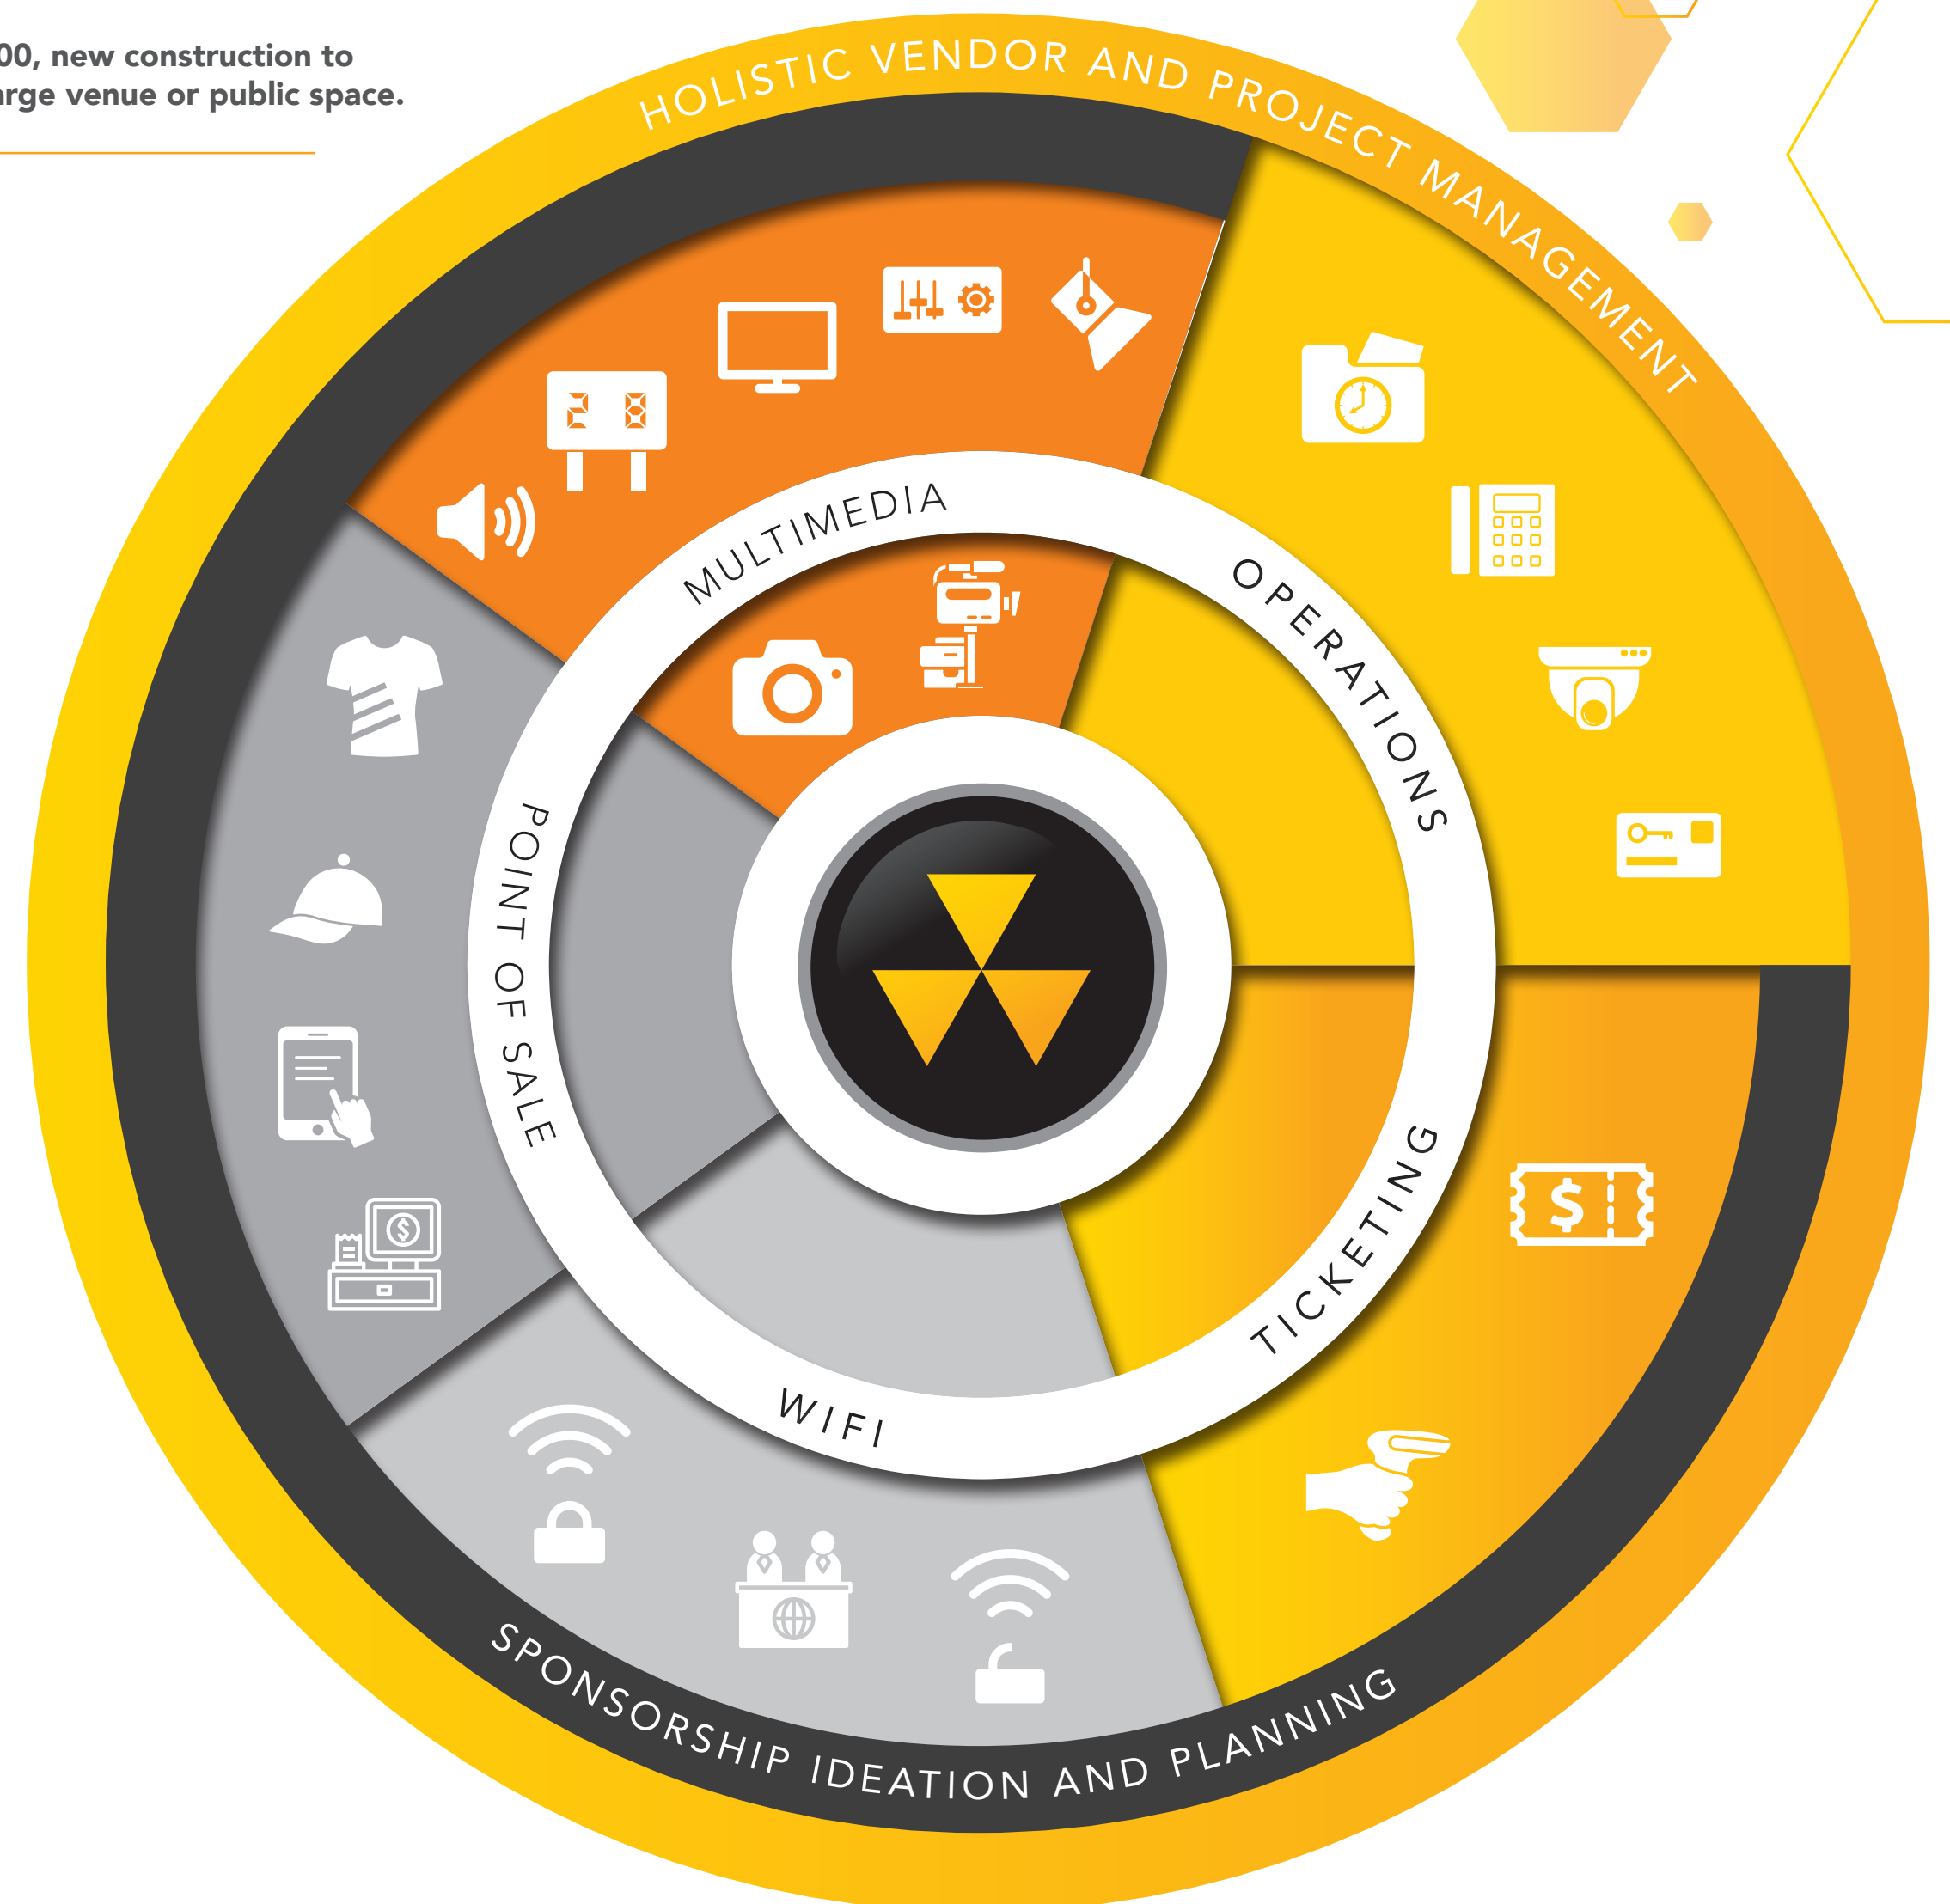 00, new construction to
arge venue or public space.
HOLISTIC VENDOR AND PROJECT MANAGEMENT
MULTIMEDIA
OPERATIONS
POINT OF SALE
TICKETING
WIFI
SPONSORSHIP IDEATION AND PLANNING